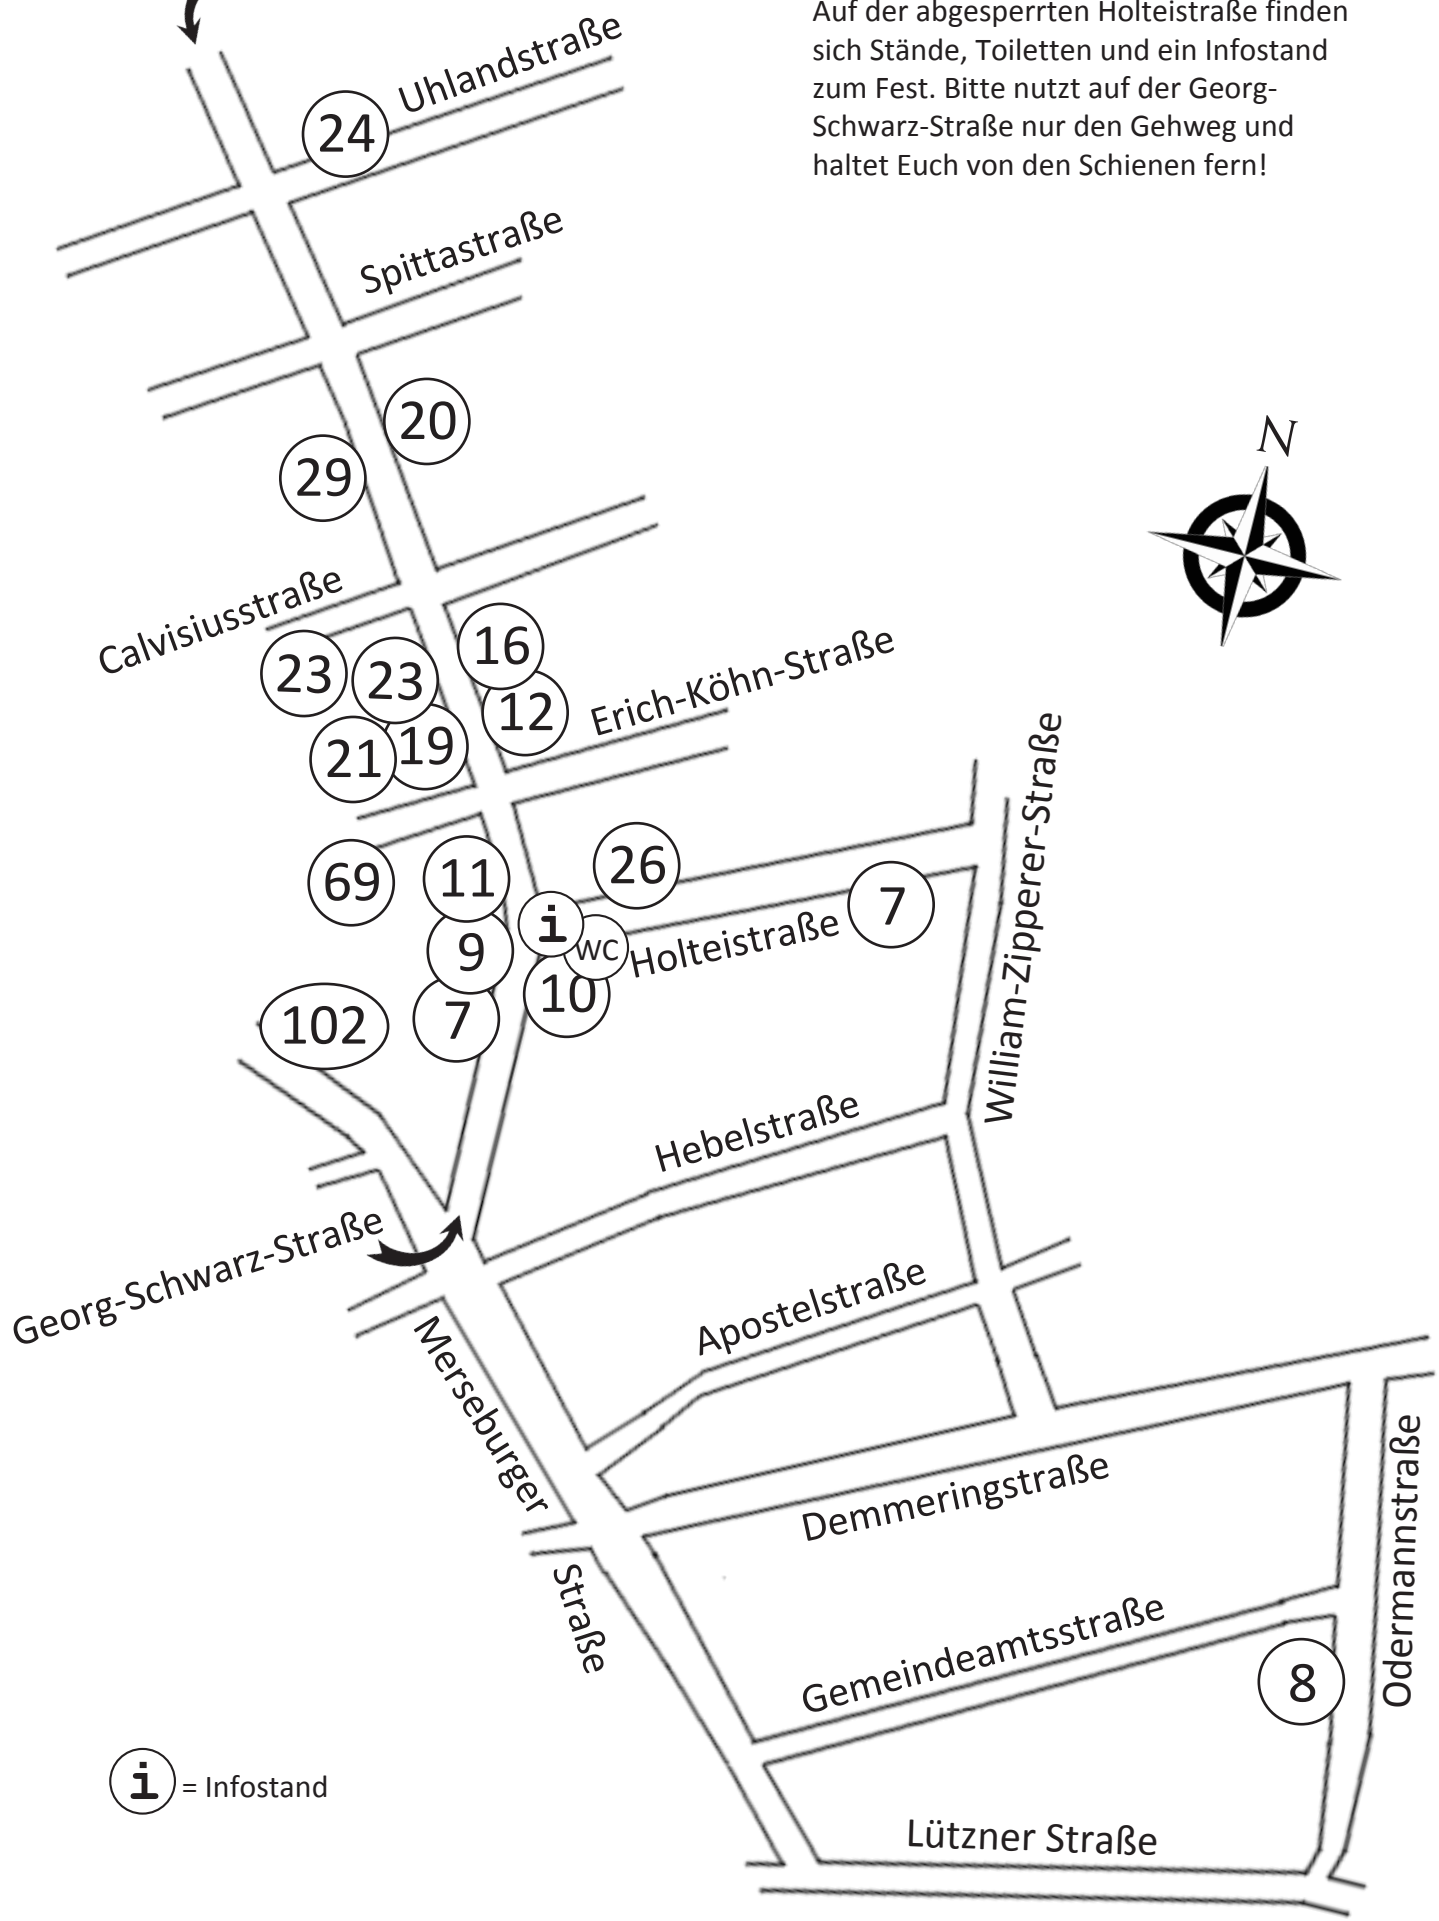 Auf der abgesperrten Holteistraße finden
sich Stände, Toiletten und ein Infostand
zum Fest. Bitte nutzt auf der Georg-
Schwarz-Straße nur den Gehweg und
haltet Euch von den Schienen fern!
Uhlandstraße
24
Spittastraße
20
29
N
Calvisiusstraße
16
23
23
12
Erich-Köhn-Straße
21
19
William-Zipperer-Straße
26
69
11
7
i
9
WC
Holteistraße
10
102
7
Hebelstraße
Georg-Schwarz-Straße
Apostelstraße
Merseburger
Straße
Demmeringstraße
Odermannstraße
Gemeindeamtsstraße
8
i = Infostand
Lützner Straße